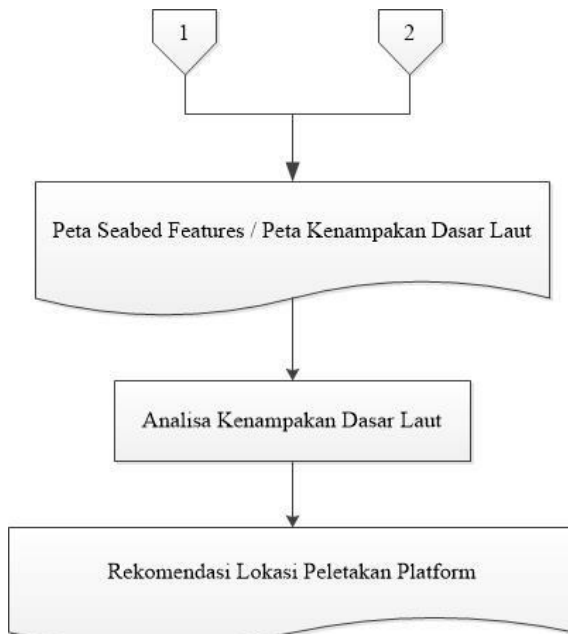 1
2
Peta Seabed Features / Peta Kenampakan Dasar Laut
Analisa Kenampakan Dasar Laut
Rekomendasi Lokasi Peletakan Platform